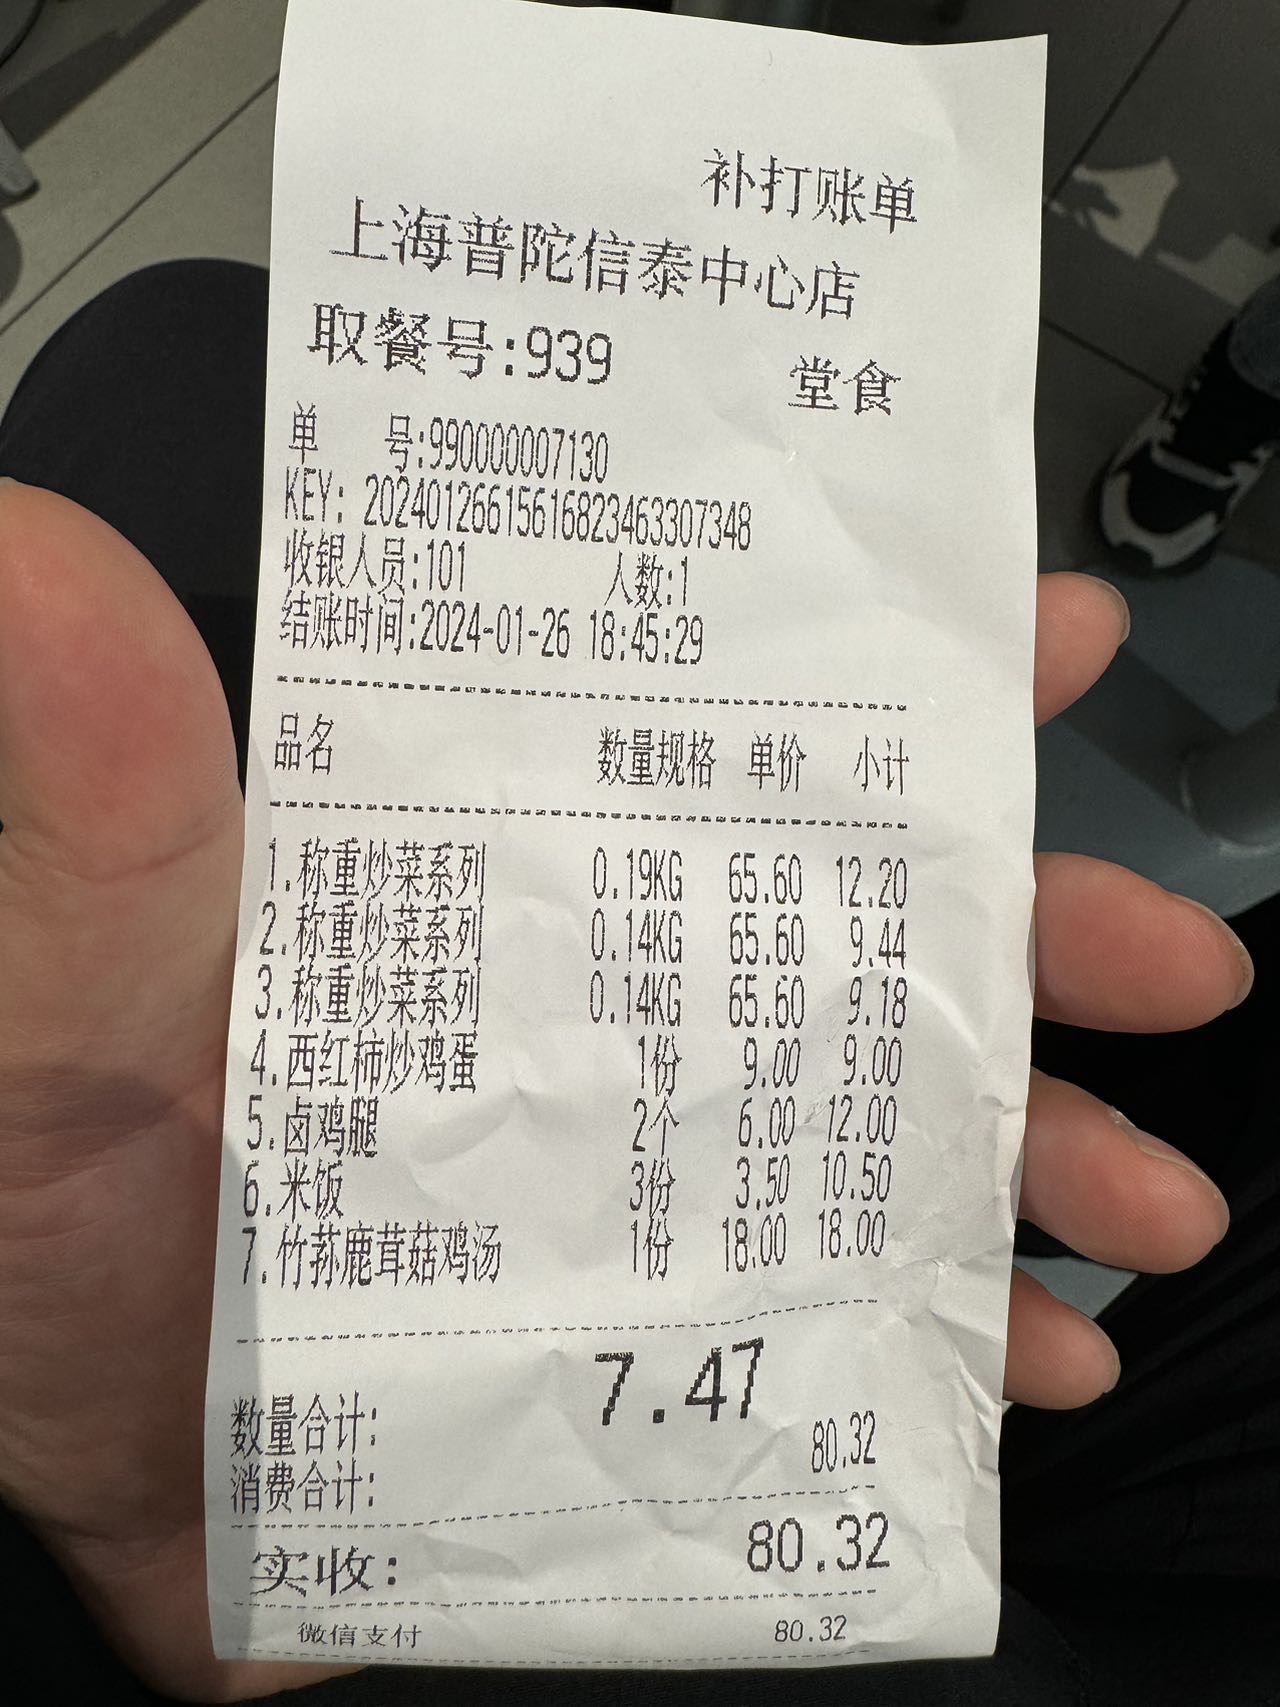 补打账单
上海普陀信泰中心店
取餐号:939 堂食
单 号:990000007130
KEY: 20240126615616823463307348
收银人员:101 人数:1
结账时间:2024-01-26 18:45:29
品名 数量规格 单价 小计
1.称重炒菜系列 0.19KG 65.60 12.20
2.称重炒菜系列 0.14KG 65.60 9.44
3.称重炒菜系列 0.14KG 65.60 9.18
4.西红柿炒鸡蛋 1份 9.00 9.00
5.卤鸡腿 2个 6.00 12.00
6.米饭 3份 3.50 10.50
7.竹荪鹿茸菇鸡汤 1份 18.00 18.00
数量合计: 7.47
消费合计: 80.32
实收: 80.32
微信支付 80.32